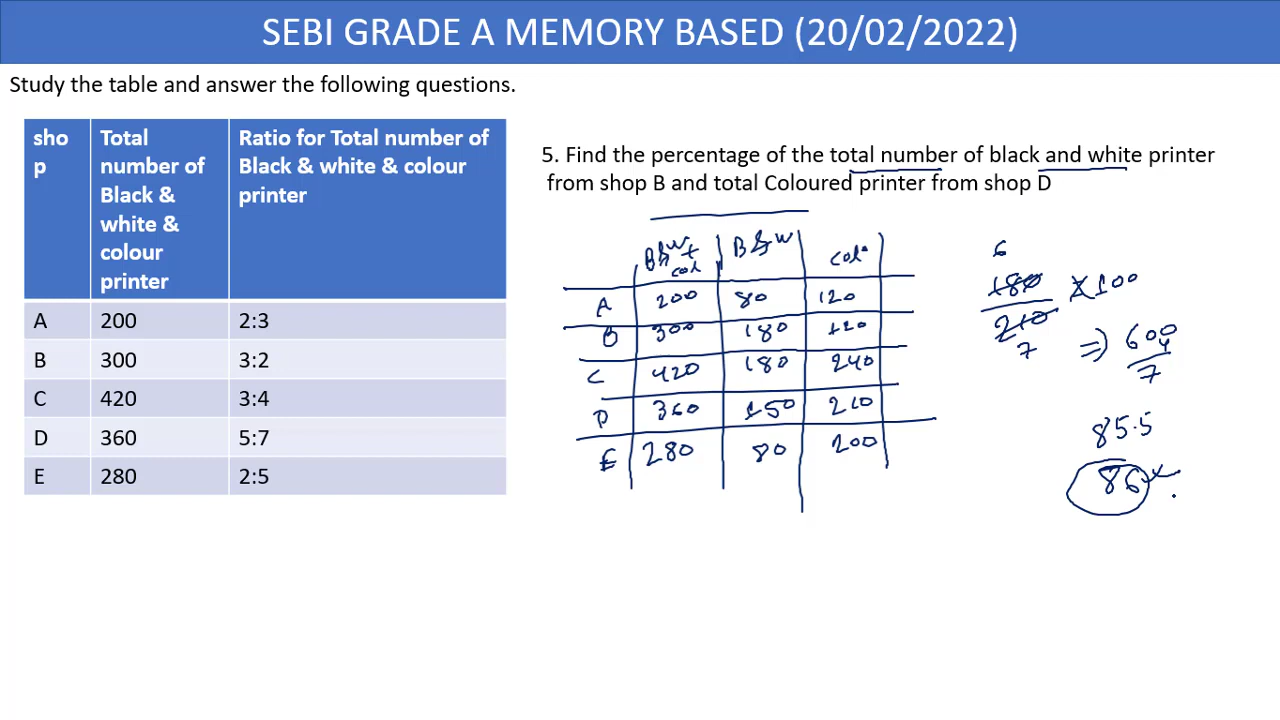 SEBI GRADE A MEMORY BASED (20/02/2022)
Study the table and answer the following questions.
sho
p
Total
number of
Black &
white &
colour
printer
Ratio for Total number of
Black & white & colour
printer
A 200 2:3
B 300 3:2
C 420 3:4
D 360 5:7
E 280 2:5
5. Find the percentage of the total number of black and white printer
from shop B and total Coloured printer from shop D
B&W + col B&W col
A 200 80 120
B 300 180 120
C 420 180 240
D 360 150 210
E 280 80 200
6
180 × 100
210
7
⇒ 600
7
85.5
86